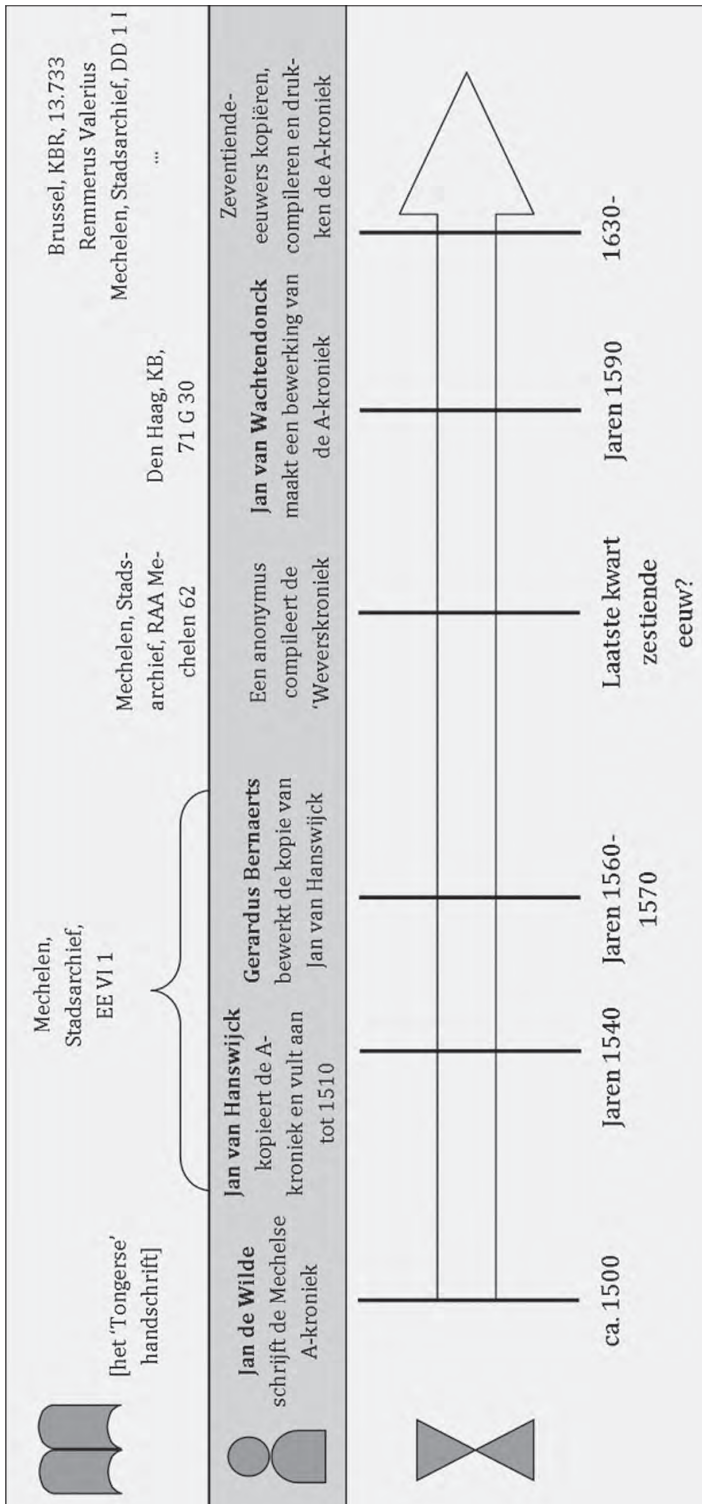 [het 'Tongerse'
handschrift]
Mechelen,
Stadsarchief,
EE VI 1
Mechelen, Stads-
archief, RAA Me-
chelen 62
Den Haag, KB,
71 G 30
Brussel, KBR, 13.733
Remmerus Valerius
Mechelen, Stadsarchief, DD 1 I
...
Jan de Wilde
schrijft de Mechelse
A-kroniek
Jan van Hanswijck
kopieert de A-
kroniek en vult aan
tot 1510
Gerardus Bernaerts
bewerkt de kopie van
Jan van Hanswijck
Een anonymus
compileert de
'Weverskroniek
Jan van Wachtendonck
maakt een bewerking van
de A-kroniek
Zeventiende-
eeuwers kopiëren,
compileren en druk-
ken de A-kroniek
ca. 1500
Jaren 1540
Jaren 1560-
1570
Laatste kwart
zestiende
eeuw?
Jaren 1590
1630-